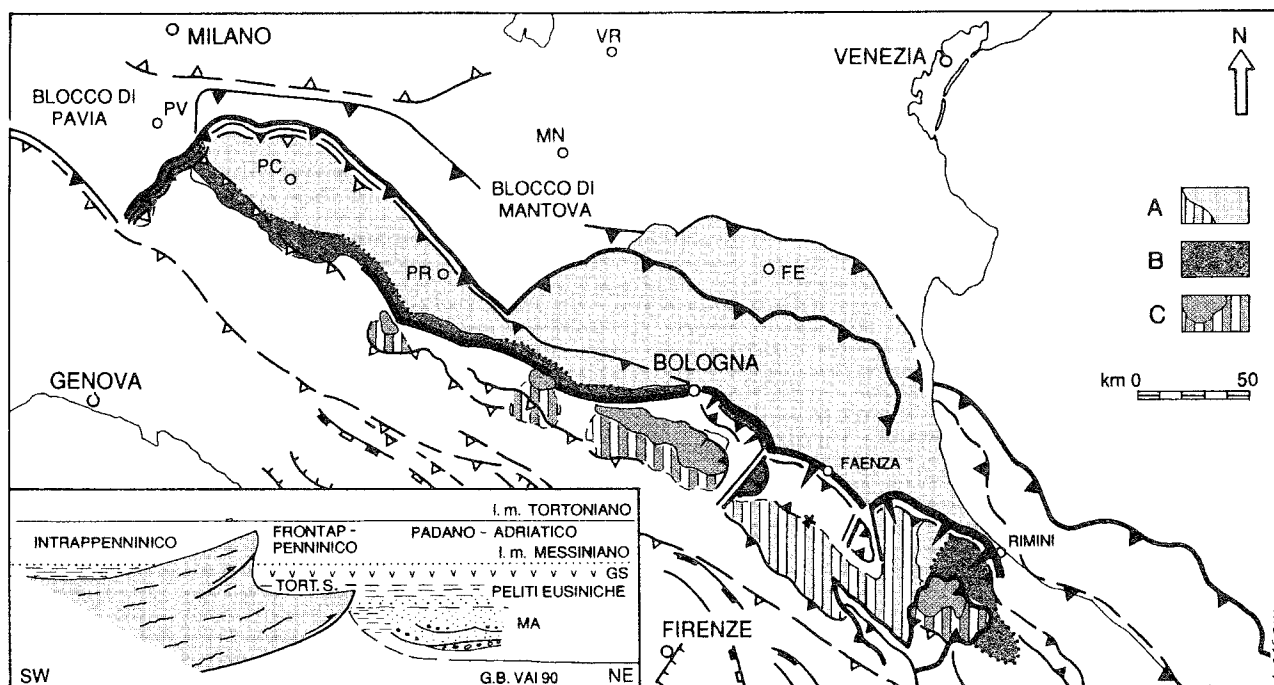 MILANO
VR
VENEZIA
N
BLOCCO DI
PAVIA
PV
MN
PC
BLOCCO DI
MANTOVA
A
B
C
PR
FE
km 0 50
GENOVA
BOLOGNA
FAENZA
RIMINI
FIRENZE
l. m. TORTONIANO
INTRAPPENNINICO
FRONTAP-
PENNINICO
PADANO - ADRIATICO
l. m. MESSINIANO
GS
v v v v v v v v v v v v
TORT. S.
PELITI EUSINICHE
MA
SW
G.B. VAI 90
NE